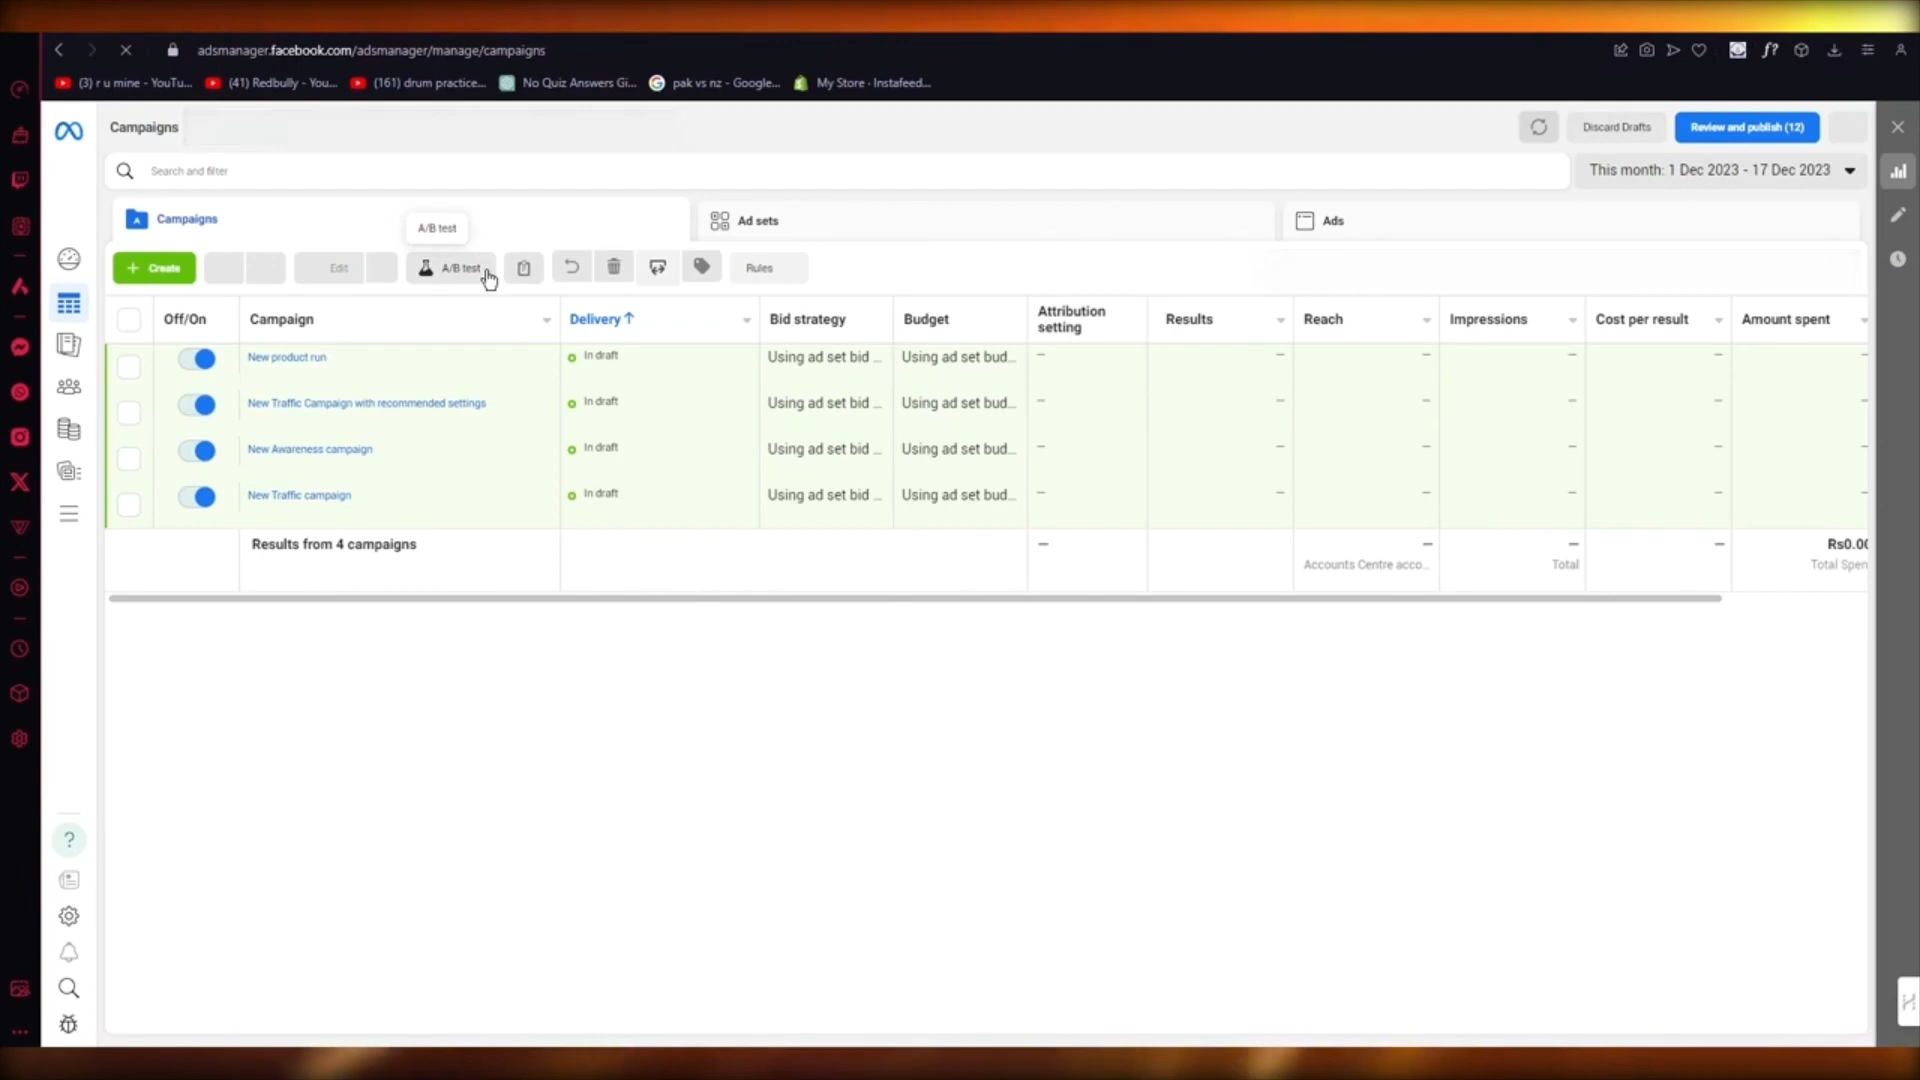 adsmanager.facebook.com/adsmanager/manage/campaigns
(3) r u mine - YouTu... (41) Redbully - You... (161) drum practice... No Quiz Answers Gi... pak vs nz - Google... My Store · Instafeed...
Campaigns Discard Drafts Review and publish (12)
Search and filter This month: 1 Dec 2023 - 17 Dec 2023
Campaigns A/B test Ad sets Ads
+ Create Edit A/B test Rules
Off/On Campaign Delivery ↑ Bid strategy Budget Attribution setting Results Reach Impressions Cost per result Amount spent
New product run In draft Using ad set bid ... Using ad set bud... – – – – – –
New Traffic Campaign with recommended settings In draft Using ad set bid ... Using ad set bud... – – – – – –
New Awareness campaign In draft Using ad set bid ... Using ad set bud... – – – – – –
New Traffic campaign In draft Using ad set bid ... Using ad set bud... – – – – – –
Results from 4 campaigns – – – – Rs0.00
Accounts Centre acco... Total Total Spen